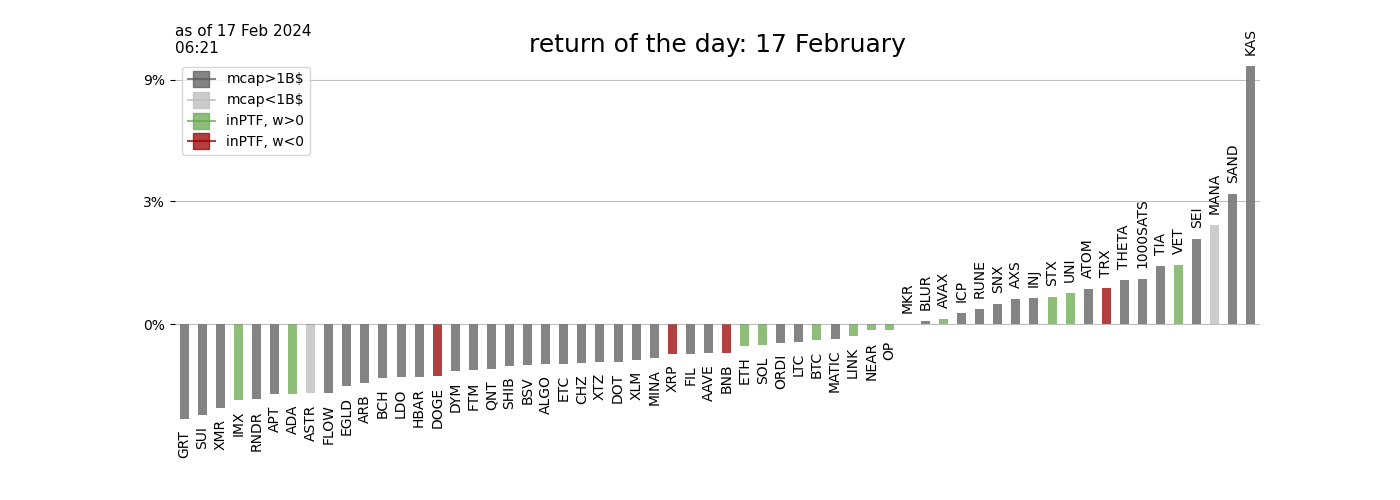 as of 17 Feb 2024
06:21
return of the day: 17 February
mcap>1B$
mcap<1B$
inPTF, w>0
inPTF, w<0
9%
3%
0%
GRT
SUI
XMR
IMX
RNDR
APT
ADA
ASTR
FLOW
EGLD
ARB
BCH
LDO
HBAR
DOGE
DYM
FTM
QNT
SHIB
BSV
ALGO
ETC
CHZ
XTZ
DOT
XLM
MINA
XRP
FIL
AAVE
BNB
ETH
SOL
ORDI
LTC
BTC
MATIC
LINK
NEAR
OP
MKR
BLUR
AVAX
ICP
RUNE
SNX
AXS
INJ
STX
UNI
ATOM
TRX
THETA
1000SATS
TIA
VET
SEI
MANA
SAND
KAS